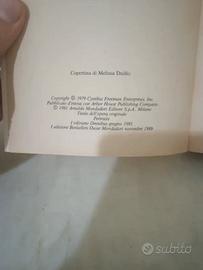 Copertina di Melissa Duillo
Copyright © 1979 Cynthia Freeman Enterprises, Inc.
Pubblicato d'intesa con Arbor House Publishing Company
© 1981 Arnoldo Mondadori Editore S.p.A., Milano
Titolo dell'opera originale
Portraits
I edizione Omnibus giugno 1981
I edizione Bestsellers Oscar Mondadori novembre 1989
subito